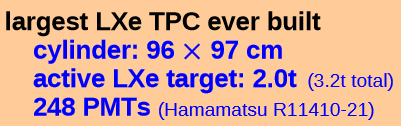 largest LXe TPC ever built
cylinder: 96 × 97 cm
active LXe target: 2.0t (3.2t total)
248 PMTs (Hamamatsu R11410-21)